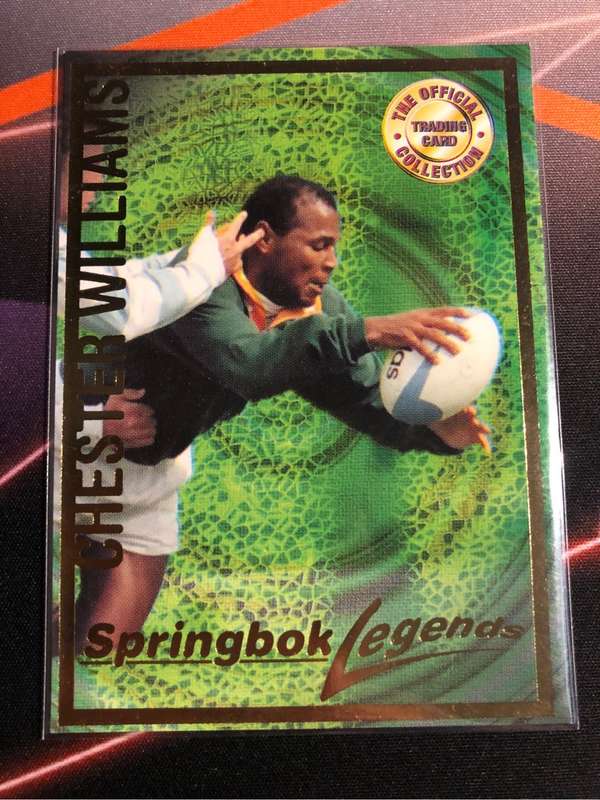 CHESTER WILLIAMS
THE OFFICIAL
TRADING
CARD
COLLECTION
Springbok Legends